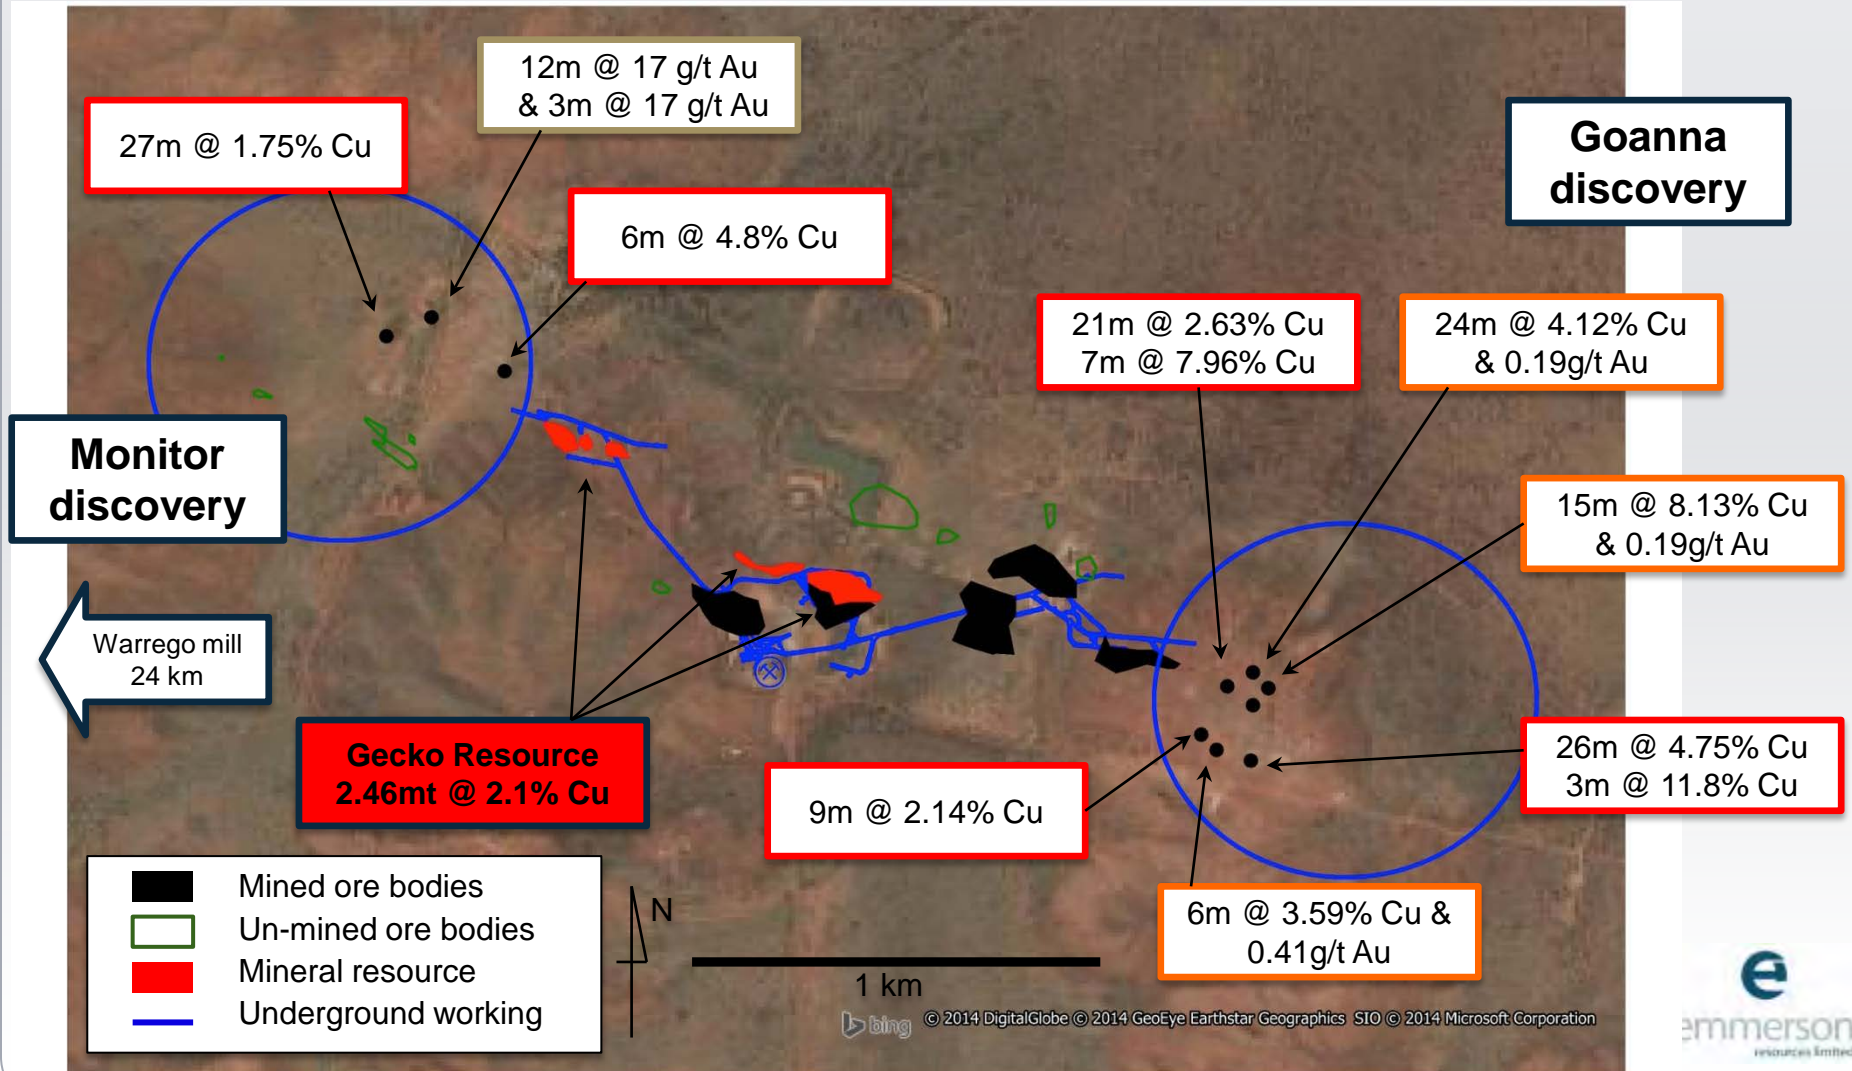 12m @ 17 g/t Au
& 3m @ 17 g/t Au
27m @ 1.75% Cu
6m @ 4.8% Cu
Goanna
discovery
21m @ 2.63% Cu
7m @ 7.96% Cu
24m @ 4.12% Cu
& 0.19g/t Au
Monitor
discovery
15m @ 8.13% Cu
& 0.19g/t Au
Warrego mill
24 km
Gecko Resource
2.46mt @ 2.1% Cu
9m @ 2.14% Cu
26m @ 4.75% Cu
3m @ 11.8% Cu
6m @ 3.59% Cu &
0.41g/t Au
Mined ore bodies
Un-mined ore bodies
Mineral resource
Underground working
N
1 km
bing
© 2014 DigitalGlobe © 2014 GeoEye Earthstar Geographics SIO © 2014 Microsoft Corporation
e
emmerson
resources limited